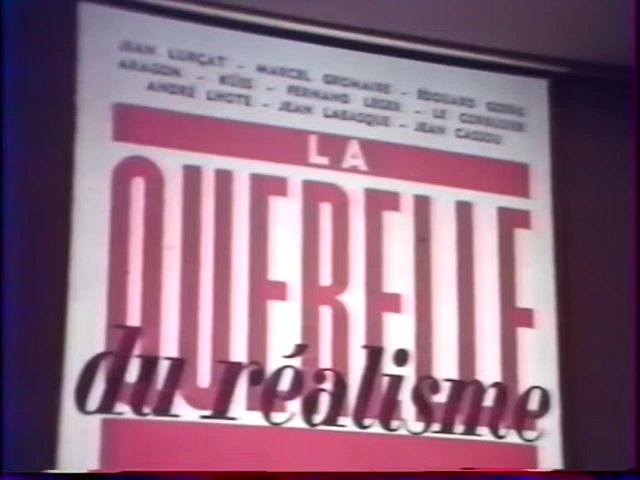 JEAN LURÇAT - MARCEL GROMAIRE - ÉDOUARD GOERG
ARAGON - KÜSS - FERNAND LÉGER - LE CORBUSIER
ANDRÉ LHOTE - JEAN LABASQUE - JEAN CASSOU
LA
QUERELLE
du réalisme